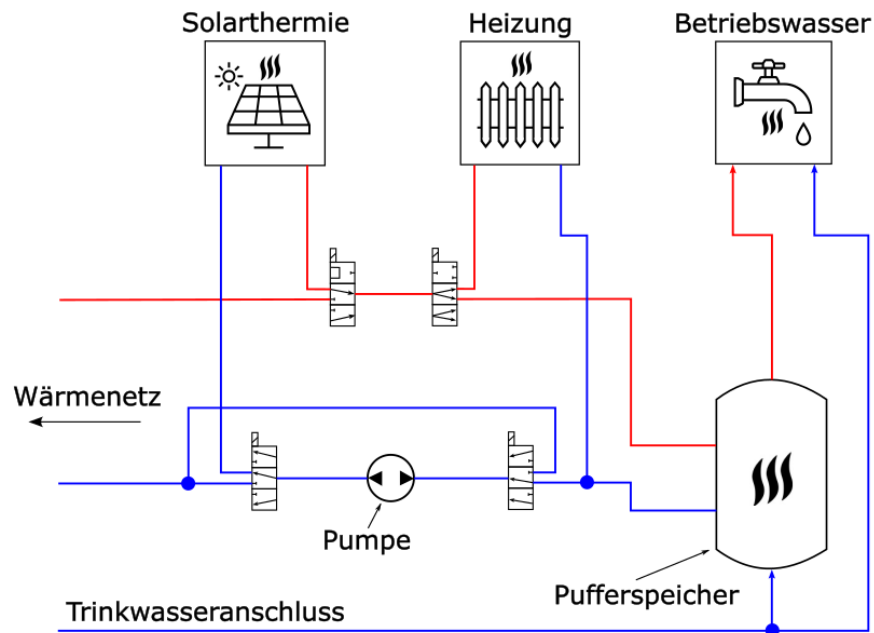 Solarthermie
Heizung
Betriebswasser
Wärmenetz
Pumpe
Pufferspeicher
Trinkwasseranschluss